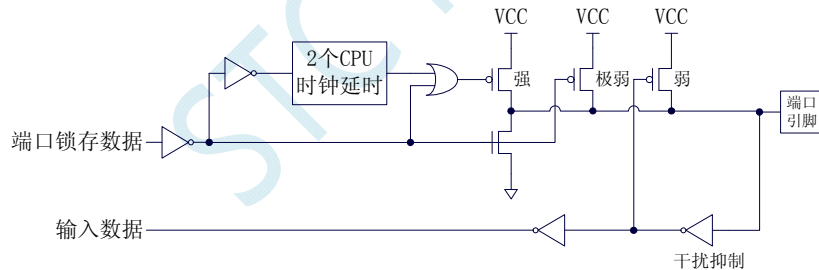 VCC VCC VCC
2个CPU
时钟延时
强 极弱 弱
端口
引脚
端口锁存数据
输入数据
干扰抑制
STC